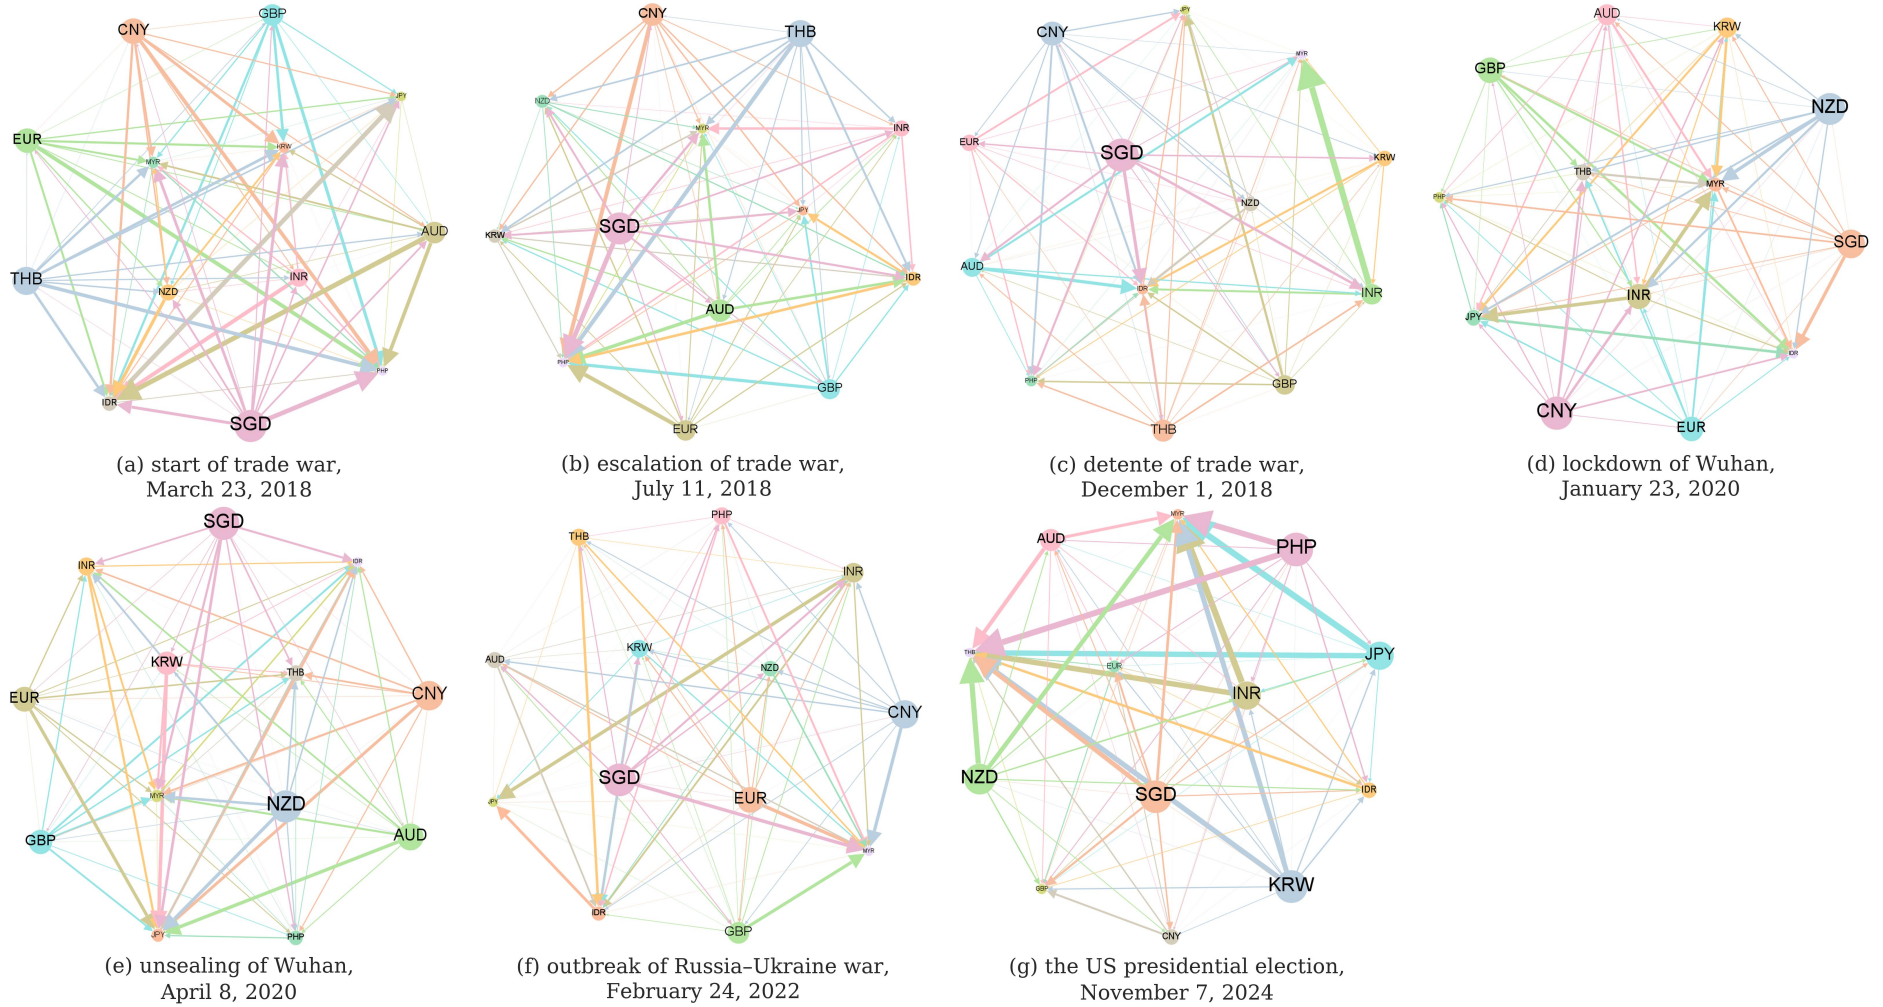 GBP
CNY
JPY
EUR
KRW
MYR
AUD
THB
INR
NZD
PHP
IDR
SGD
(a) start of trade war,
March 23, 2018
CNY
THB
NZD
MYR
INR
JPY
SGD
KRW
IDR
AUD
PHP
GBP
EUR
(b) escalation of trade war,
July 11, 2018
JPY
CNY
MYR
EUR
SGD
KRW
NZD
AUD
IDR
INR
PHP
GBP
THB
(c) detente of trade war,
December 1, 2018
AUD
KRW
GBP
NZD
THB
MYR
PHP
SGD
INR
JPY
IDR
CNY
EUR
(d) lockdown of Wuhan,
January 23, 2020
SGD
INR
IDR
KRW
THB
EUR
CNY
MYR
NZD
GBP
AUD
JPY
PHP
(e) unsealing of Wuhan,
April 8, 2020
PHP
THB
INR
KRW
AUD
NZD
CNY
SGD
EUR
JPY
MYR
IDR
GBP
(f) outbreak of Russia–Ukraine war,
February 24, 2022
MYR
AUD
PHP
THB
EUR
JPY
INR
NZD
SGD
IDR
GBP
KRW
CNY
(g) the US presidential election,
November 7, 2024